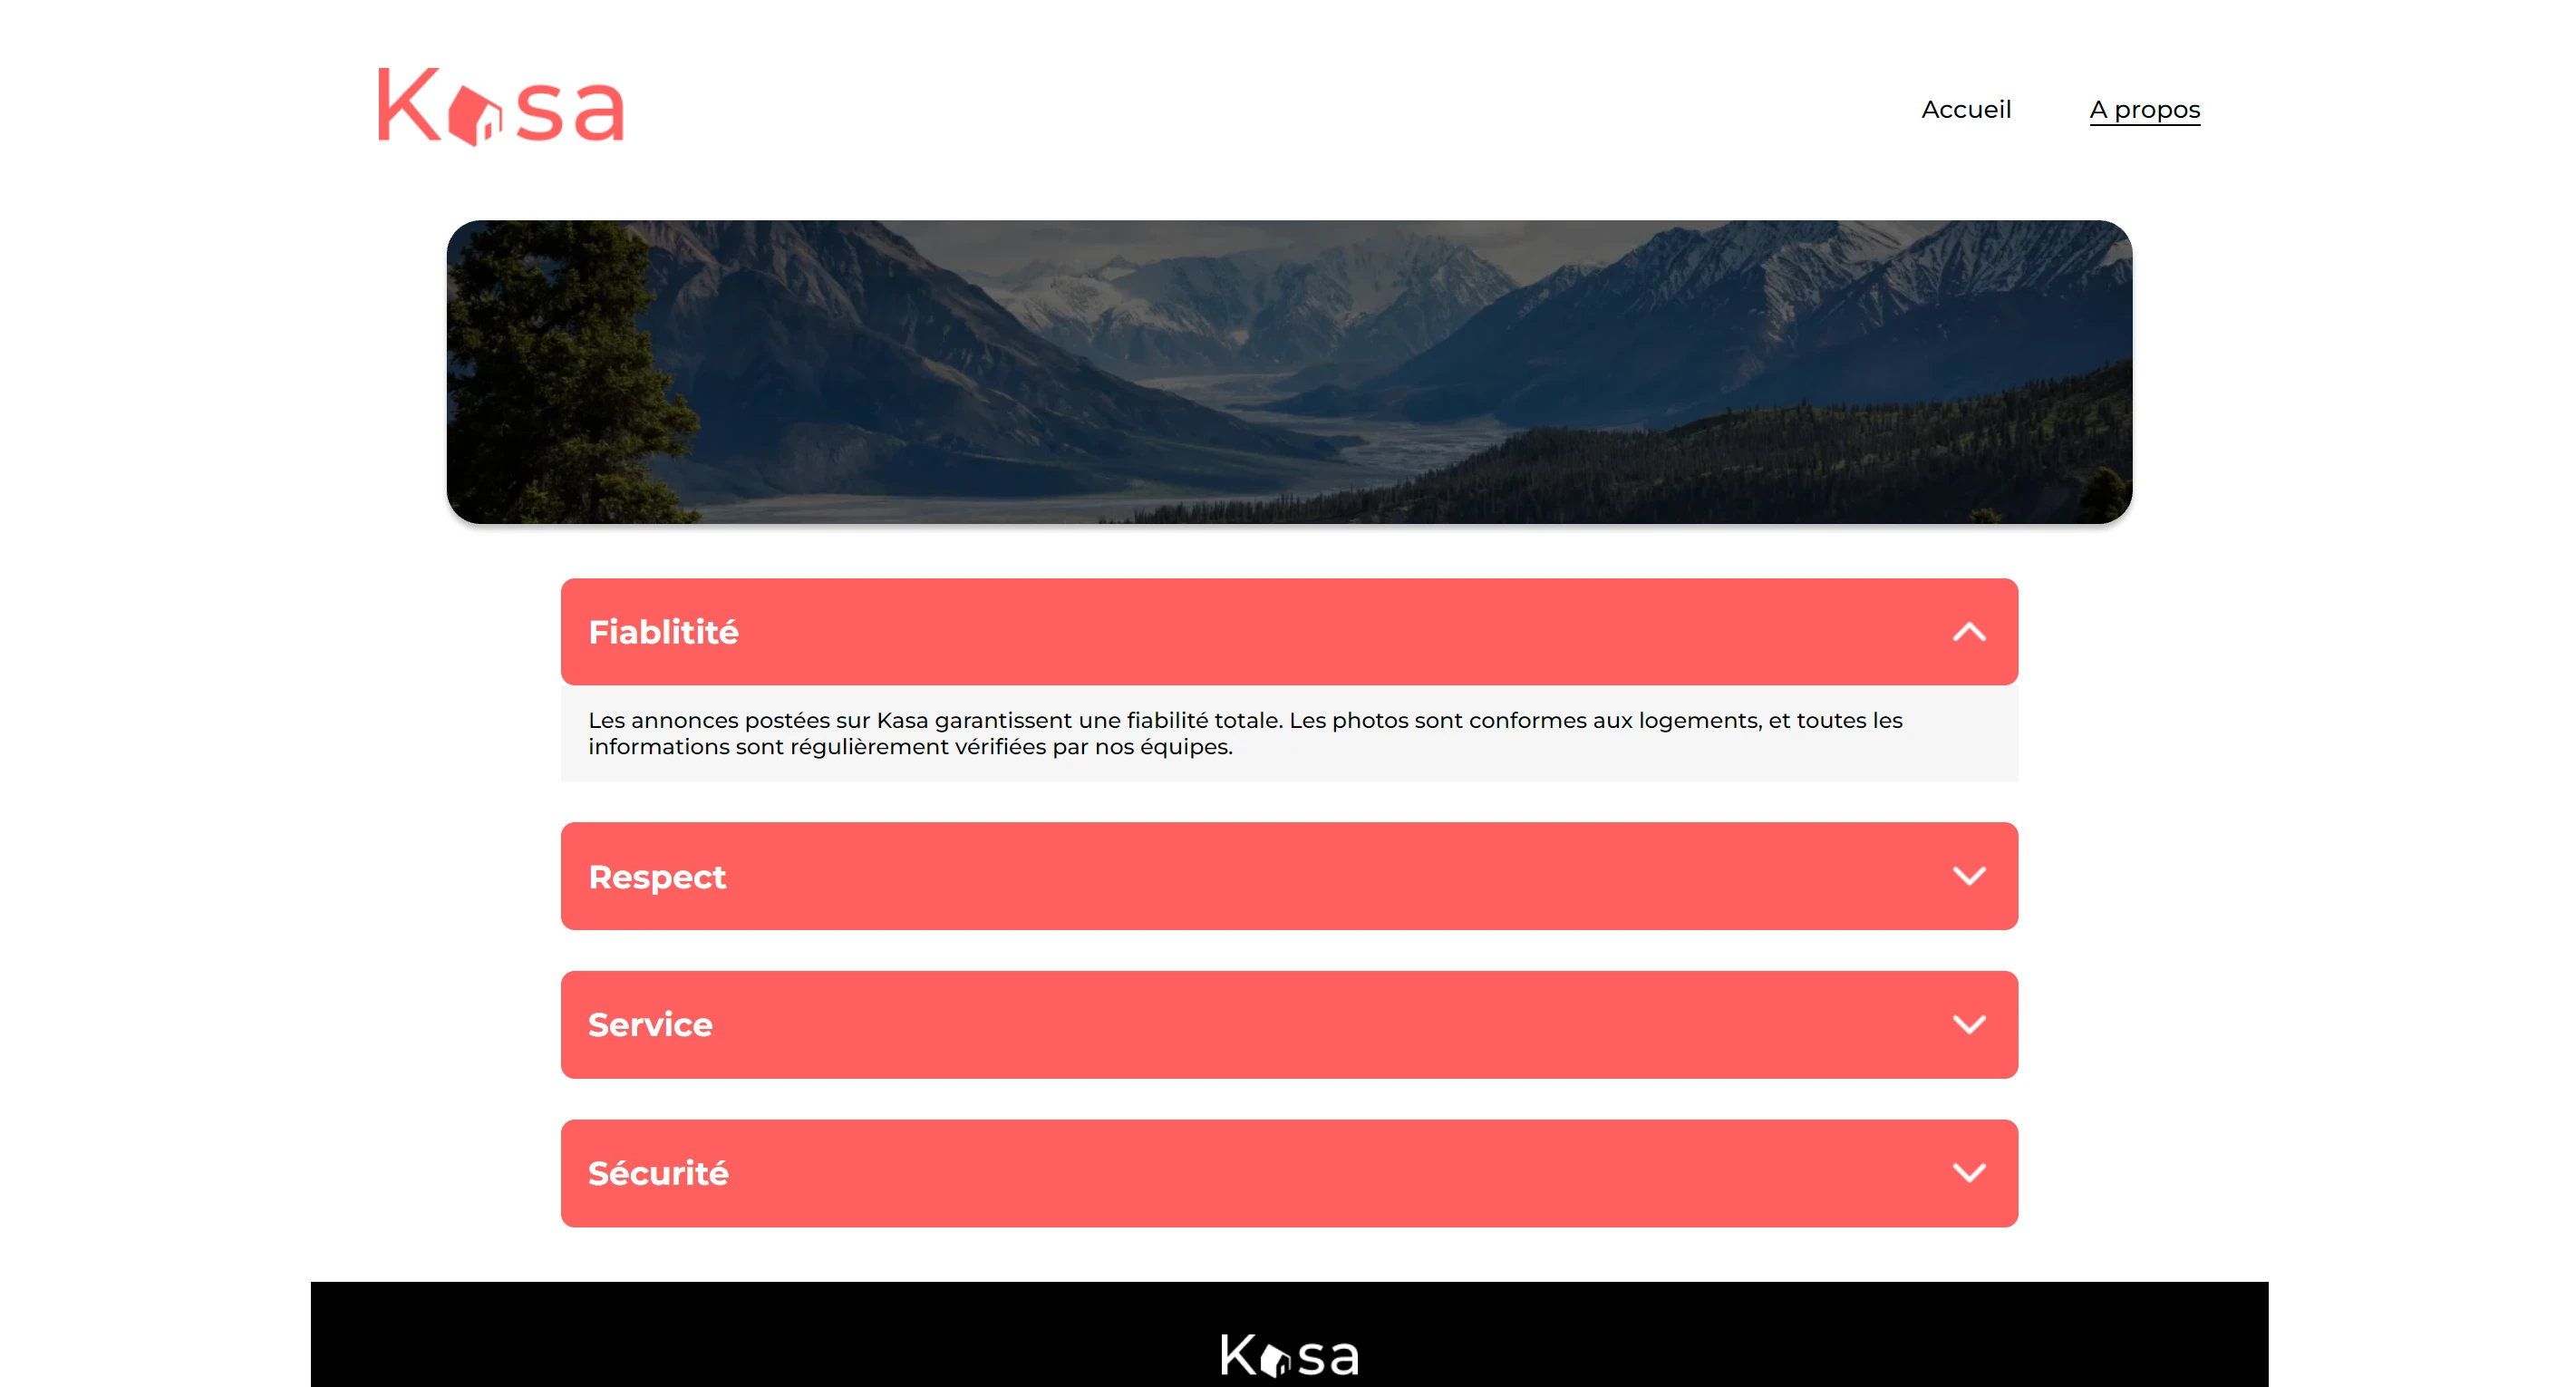 Kasa
Accueil
A propos
Fiablitité
Les annonces postées sur Kasa garantissent une fiabilité totale. Les photos sont conformes aux logements, et toutes les
informations sont régulièrement vérifiées par nos équipes.
Respect
Service
Sécurité
Kasa